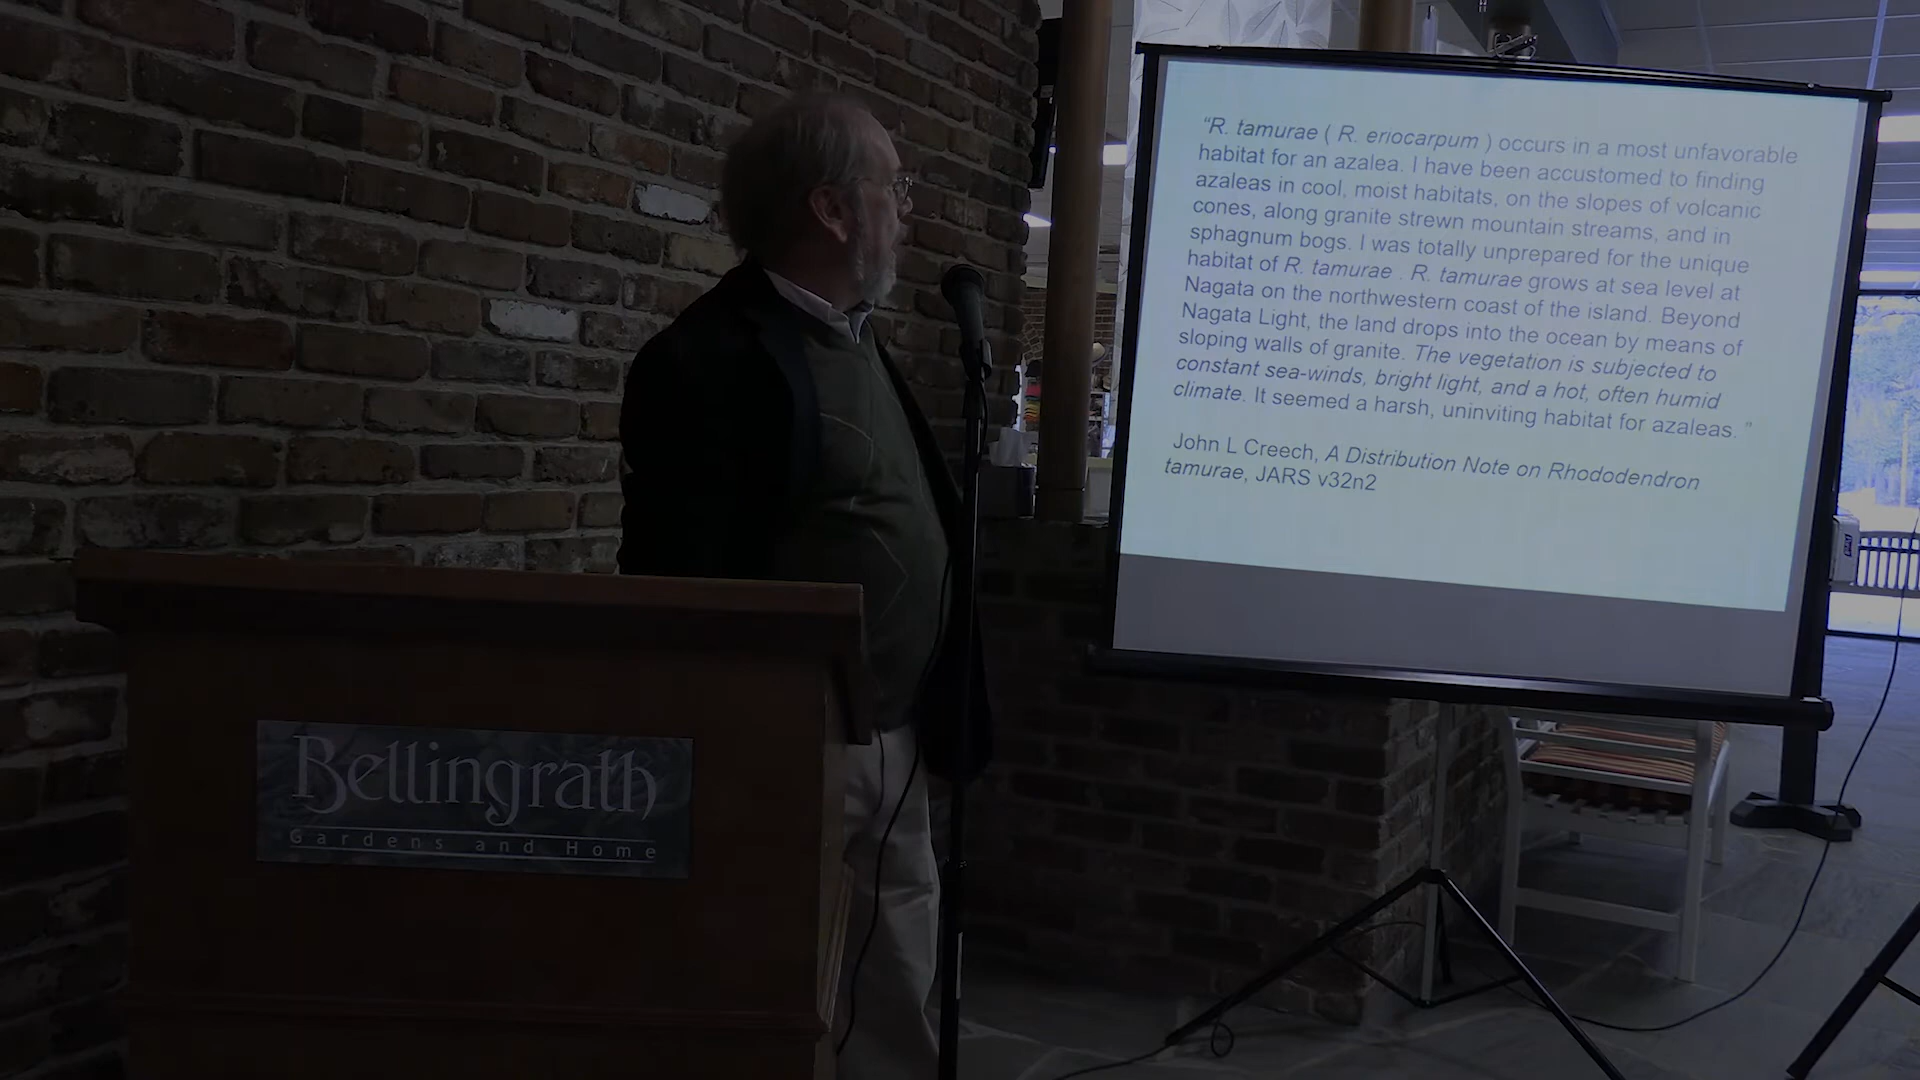 “R. tamurae ( R. eriocarpum ) occurs in a most unfavorable
habitat for an azalea. I have been accustomed to finding
azaleas in cool, moist habitats, on the slopes of volcanic
cones, along granite strewn mountain streams, and in
sphagnum bogs. I was totally unprepared for the unique
habitat of R. tamurae . R. tamurae grows at sea level at
Nagata on the northwestern coast of the island. Beyond
Nagata Light, the land drops into the ocean by means of
sloping walls of granite. The vegetation is subjected to
constant sea-winds, bright light, and a hot, often humid
climate. It seemed a harsh, uninviting habitat for azaleas. ”
John L Creech, A Distribution Note on Rhododendron
tamurae, JARS v32n2
Bellingrath
Gardens and Home